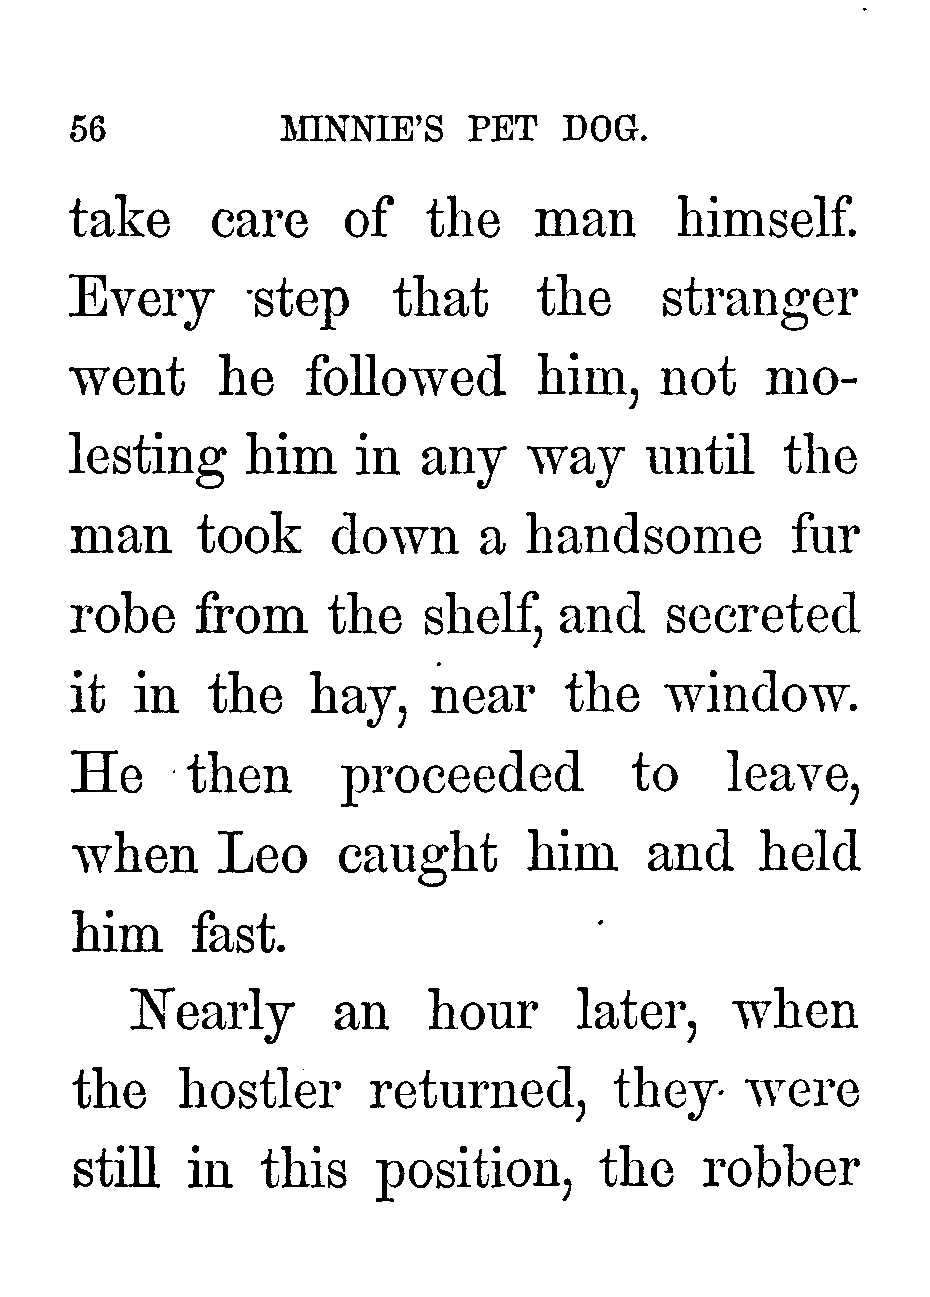 56 MINNIE'S PET DOG.
take care of the man himself.
Every step that the stranger
went he followed him, not mo-
lesting him in any way until the
man took down a handsome fur
robe from the shelf, and secreted
it in the hay, near the window.
He then proceeded to leave,
when Leo caught him and held
him fast.
Nearly an hour later, when
the hostler returned, they were
still in this position, the robber